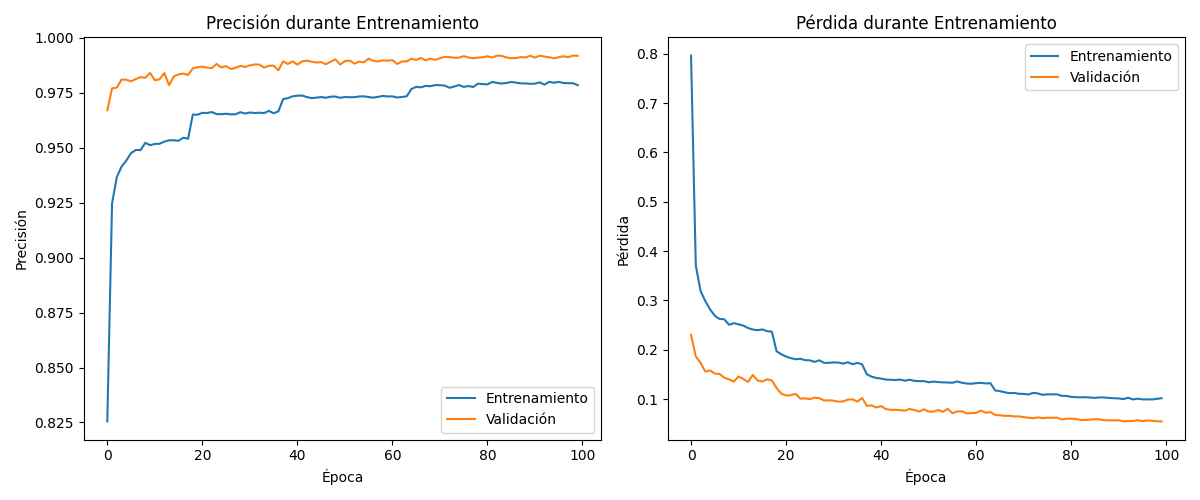 Precisión durante Entrenamiento
1.000
0.975
0.950
0.925
0.900
0.875
0.850
0.825
Precisión
0
20
40
60
80
100
Época
Entrenamiento
Validación
Pérdida durante Entrenamiento
0.8
0.7
0.6
0.5
0.4
0.3
0.2
0.1
Pérdida
0
20
40
60
80
100
Época
Entrenamiento
Validación